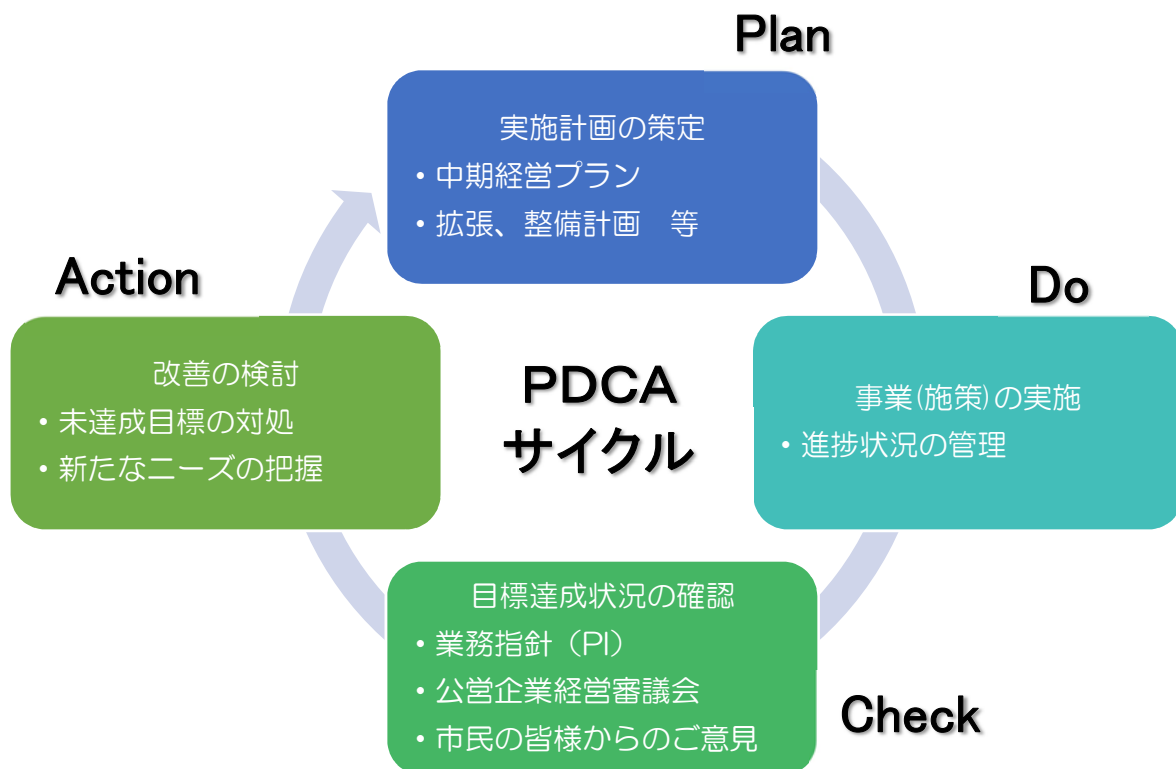 Plan
実施計画の策定
・中期経営プラン
・拡張、整備計画　等
Do
事業(施策)の実施
・進捗状況の管理
Check
目標達成状況の確認
・業務指針（PI）
・公営企業経営審議会
・市民の皆様からのご意見
Action
改善の検討
・未達成目標の対処
・新たなニーズの把握
PDCA
サイクル